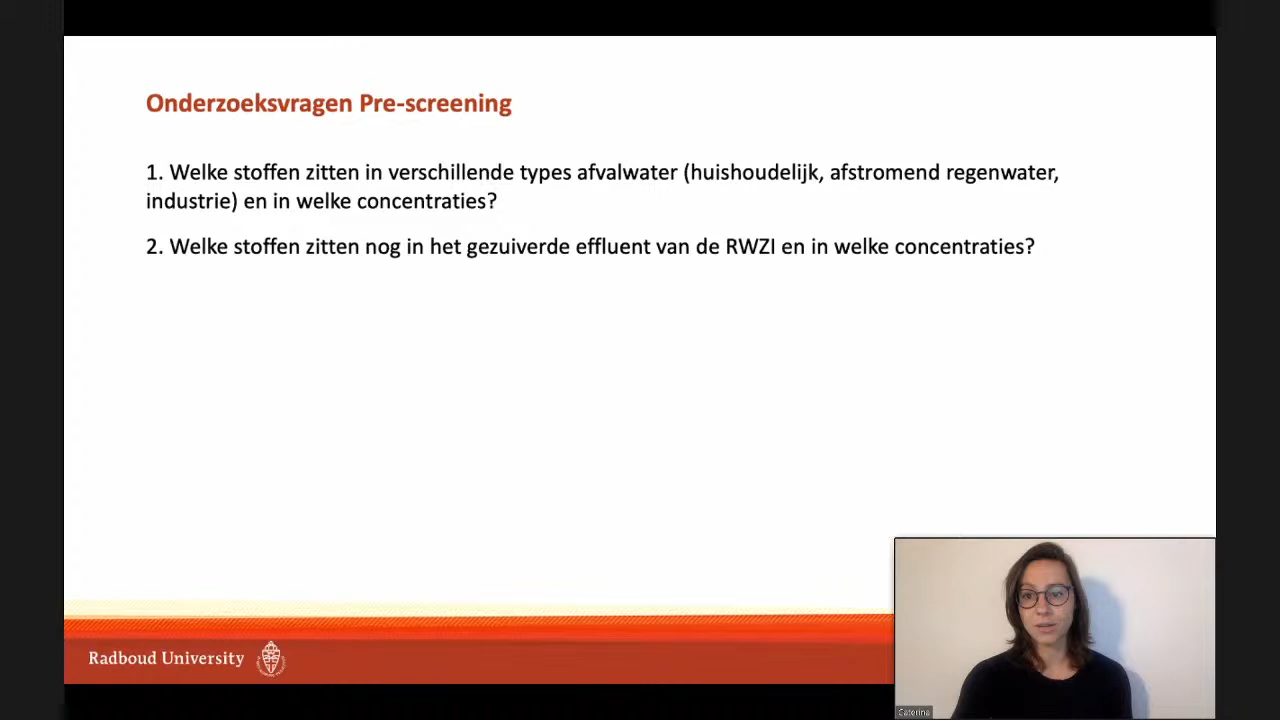 Onderzoeksvragen Pre-screening
1. Welke stoffen zitten in verschillende types afvalwater (huishoudelijk, afstromend regenwater,
industrie) en in welke concentraties?
2. Welke stoffen zitten nog in het gezuiverde effluent van de RWZI en in welke concentraties?
Radboud University
Caterina